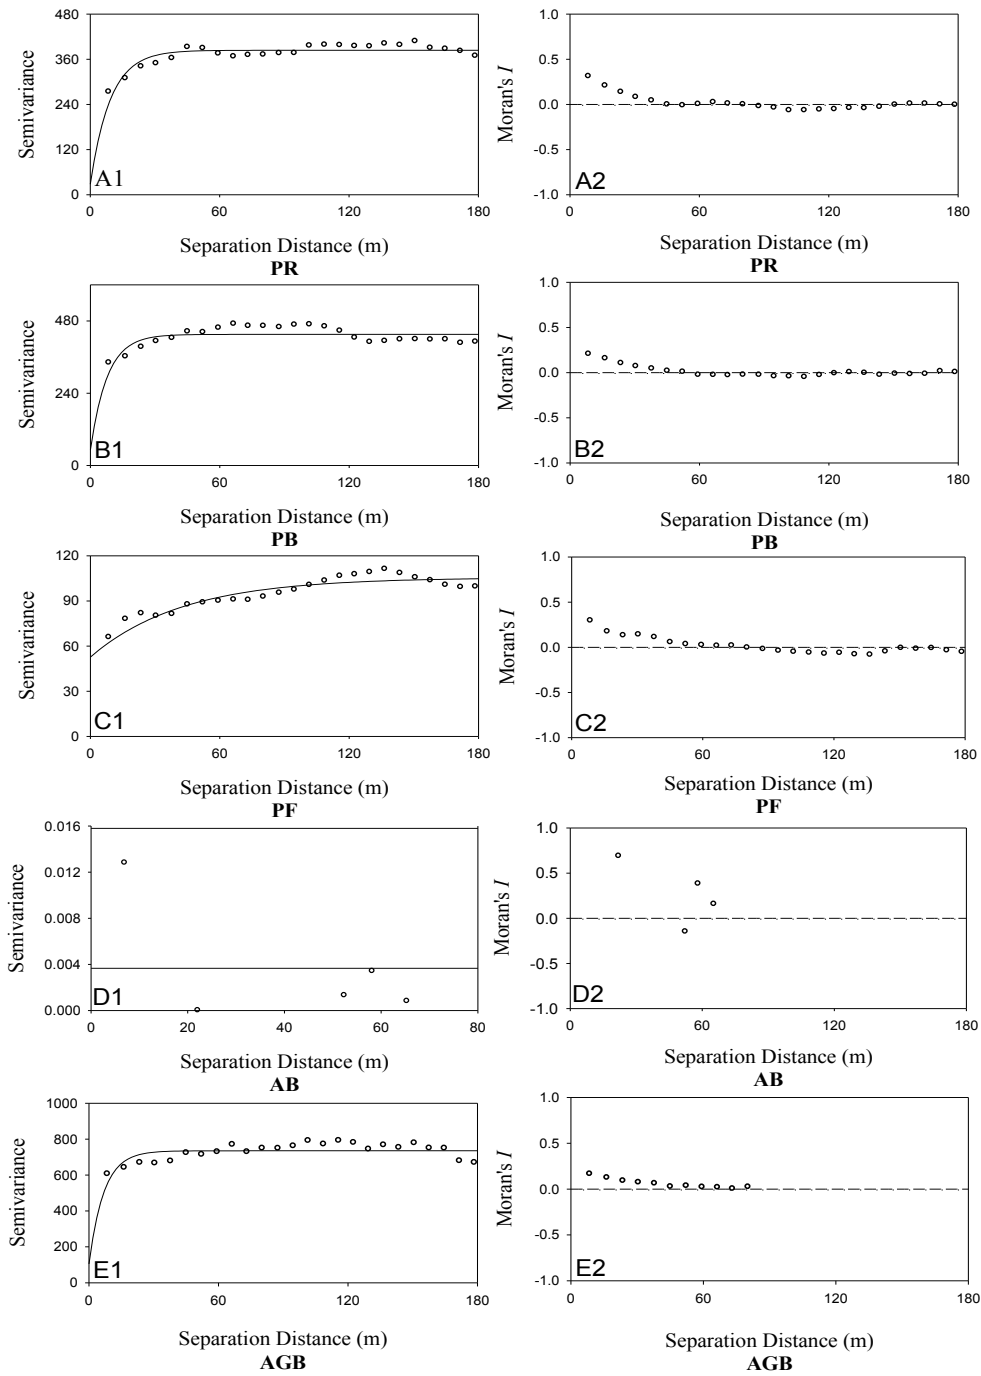 480
360
240
120
0
Semivariance
A1
0 60 120 180
Separation Distance (m)
PR
1.0
0.5
0.0
-0.5
-1.0
Moran's I
A2
0 60 120 180
Separation Distance (m)
PR
480
240
0
Semivariance
B1
0 60 120 180
Separation Distance (m)
PB
1.0
0.5
0.0
-0.5
-1.0
Moran's I
B2
0 60 120 180
Separation Distance (m)
PB
120
90
60
30
0
Semivariance
C1
0 60 120 180
Separation Distance (m)
PF
1.0
0.5
0.0
-0.5
-1.0
Moran's I
C2
0 60 120 180
Separation Distance (m)
PF
0.016
0.012
0.008
0.004
0.000
Semivariance
D1
0 20 40 60 80
Separation Distance (m)
AB
1.0
0.5
0.0
-0.5
-1.0
Moran's I
D2
0 60 120 180
Separation Distance (m)
AB
1000
800
600
400
200
0
Semivariance
E1
0 60 120 180
Separation Distance (m)
AGB
1.0
0.5
0.0
-0.5
-1.0
Moran's I
E2
0 60 120 180
Separation Distance (m)
AGB